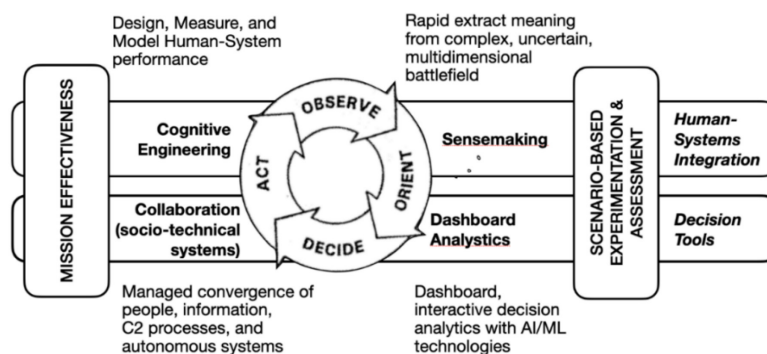 Design, Measure, and
Model Human-System
performance
Rapid extract meaning
from complex, uncertain,
multidimensional
battlefield
MISSION EFFECTIVENESS
Cognitive
Engineering
OBSERVE
ORIENT
DECIDE
ACT
Sensemaking
SCENARIO-BASED
EXPERIMENTATION &
ASSESSMENT
Human-
Systems
Integration
Collaboration
(socio-technical
systems)
Dashboard
Analystics
Decision
Tools
Managed convergence of
people, information,
C2 processes, and
autonomous systems
Dashboard,
interactive decision
analytics with AI/ML
technologies